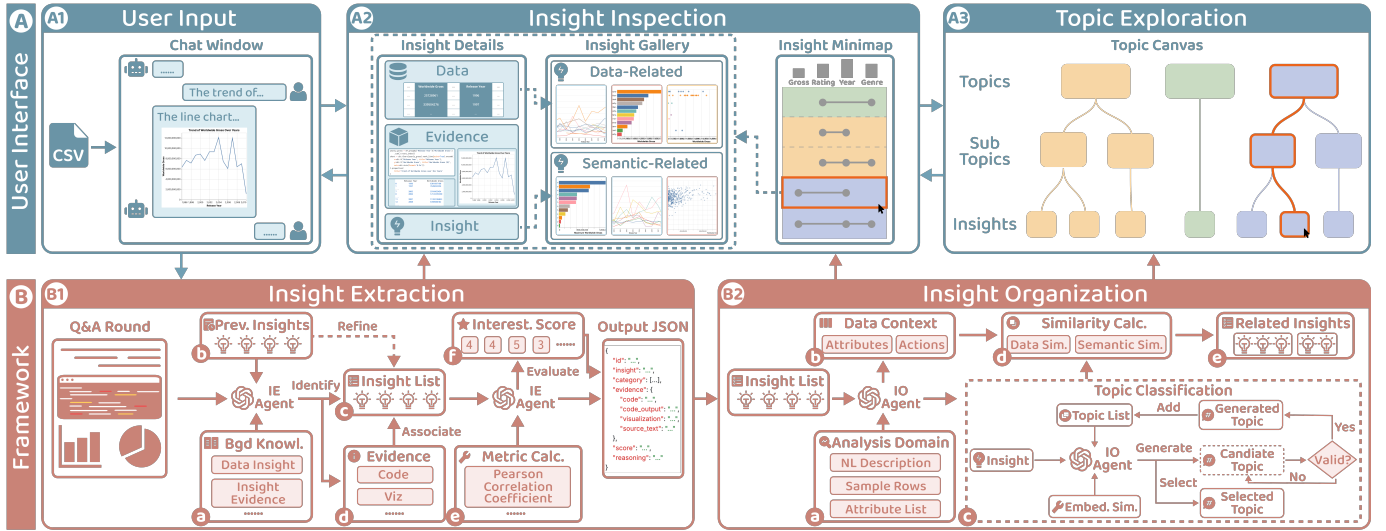 A
User Interface
A1
User Input
Chat Window
CSV
......
The trend of...
The line chart...
Trend of Worldwide Gross Over Years
......
A2
Insight Inspection
Insight Details
Data
Evidence
Insight
Insight Gallery
Data-Related
Semantic-Related
Insight Minimap
Gross Rating Year Genre
A3
Topic Exploration
Topic Canvas
Topics
Sub
Topics
Insights
B
Framework
B1
Insight Extraction
Q&A Round
Prev. Insights
b
Refine
IE
Agent
Identify
Bgd Knowl.
Data Insight
Insight
Evidence
a
Insight List
c
Associate
Evidence
Code
Viz
......
d
Interest. Score
4 4 5 3 ......
f
Evaluate
IE
Agent
Metric Calc.
Pearson
Correlation
Coefficient
......
e
Output JSON
{
"id": "...",
"insight": "...",
"category": [...],
"evidence": {
"code": "...",
"code_output": "...",
"visualization": "...",
"source_text": "..."
},
"score": "...",
"reasoning": "..."
}
B2
Insight Organization
Insight List
Data Context
Attributes Actions
b
IO
Agent
Analysis Domain
NL Description
Sample Rows
Attribute List
a
Similarity Calc.
Data Sim. Semantic Sim.
d
Related Insights
e
Topic Classification
Topic List
Add
Generated
Topic
Yes
Insight
IO
Agent
Generate
Candiate
Topic
Valid?
No
Select
Selected
Topic
Embed. Sim.
c